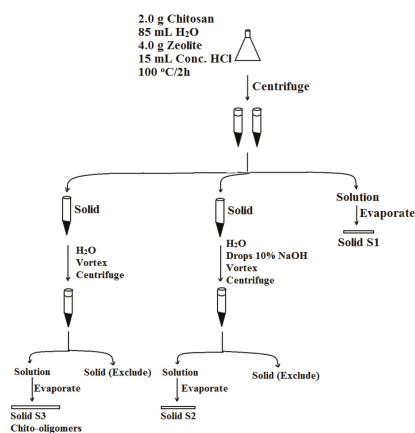 2.0 g Chitosan
85 mL H₂O
4.0 g Zeolite
15 mL Conc. HCl
100 °C/2h
Centrifuge
Solid
Solid
Solution
Evaporate
Solid S1
H₂O
Vortex
Centrifuge
H₂O
Drops 10% NaOH
Vortex
Centrifuge
Solution
Solid (Exclude)
Solution
Solid (Exclude)
Evaporate
Evaporate
Solid S3
Chito-oligomers
Solid S2